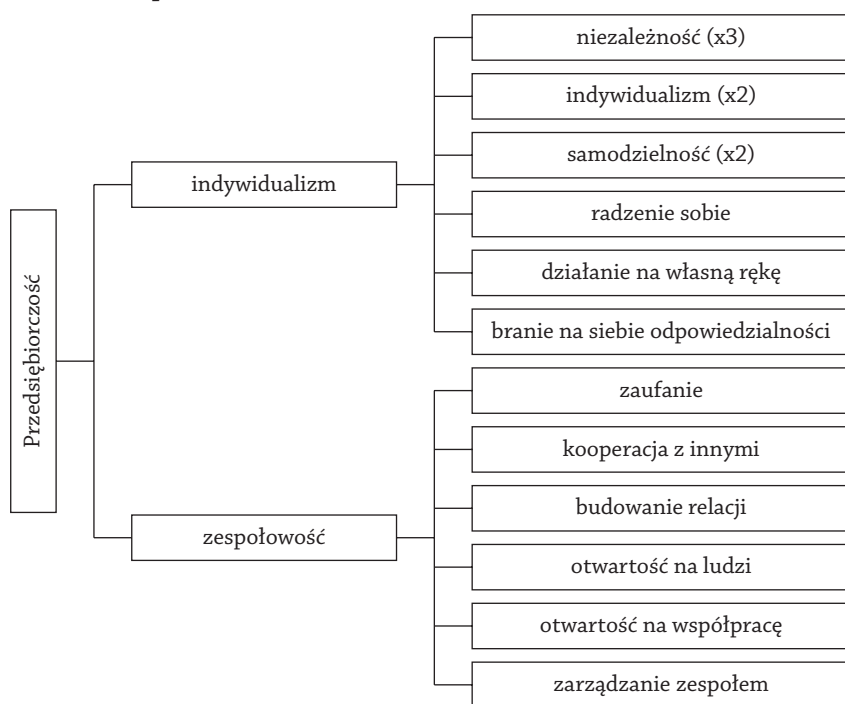 Przedsiębiorczość
indywidualizm
niezależność (x3)
indywidualizm (x2)
samodzielność (x2)
radzenie sobie
działanie na własną rękę
branie na siebie odpowiedzialności
zespołowość
zaufanie
kooperacja z innymi
budowanie relacji
otwartość na ludzi
otwartość na współpracę
zarządzanie zespołem